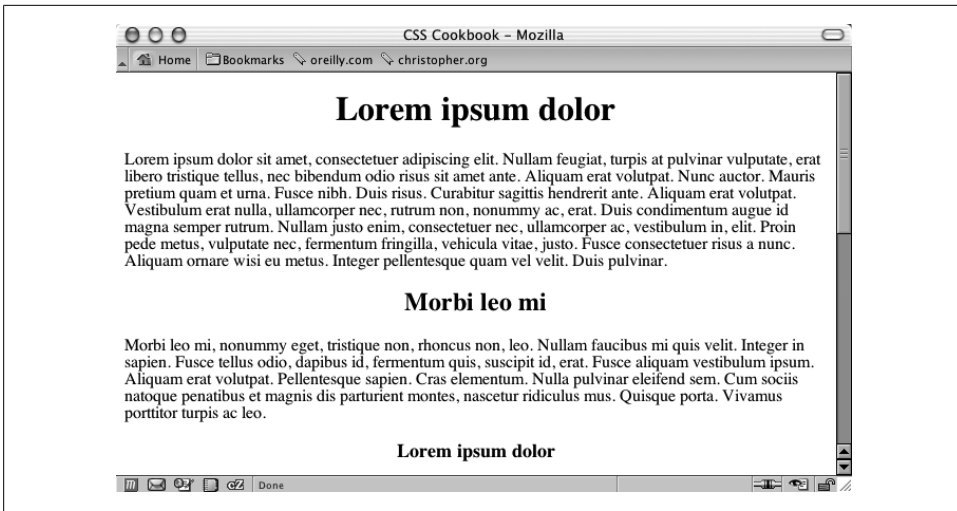 CSS Cookbook – Mozilla
Home Bookmarks oreilly.com christopher.org
Lorem ipsum dolor
Lorem ipsum dolor sit amet, consectetuer adipiscing elit. Nullam feugiat, turpis at pulvinar vulputate, erat
libero tristique tellus, nec bibendum odio risus sit amet ante. Aliquam erat volutpat. Nunc auctor. Mauris
pretium quam et urna. Fusce nibh. Duis risus. Curabitur sagittis hendrerit ante. Aliquam erat volutpat.
Vestibulum erat nulla, ullamcorper nec, rutrum non, nonummy ac, erat. Duis condimentum augue id
magna semper rutrum. Nullam justo enim, consectetuer nec, ullamcorper ac, vestibulum in, elit. Proin
pede metus, vulputate nec, fermentum fringilla, vehicula vitae, justo. Fusce consectetuer risus a nunc.
Aliquam ornare wisi eu metus. Integer pellentesque quam vel velit. Duis pulvinar.
Morbi leo mi
Morbi leo mi, nonummy eget, tristique non, rhoncus non, leo. Nullam faucibus mi quis velit. Integer in
sapien. Fusce tellus odio, dapibus id, fermentum quis, suscipit id, erat. Fusce aliquam vestibulum ipsum.
Aliquam erat volutpat. Pellentesque sapien. Cras elementum. Nulla pulvinar eleifend sem. Cum sociis
natoque penatibus et magnis dis parturient montes, nascetur ridiculus mus. Quisque porta. Vivamus
porttitor turpis ac leo.
Lorem ipsum dolor
Done